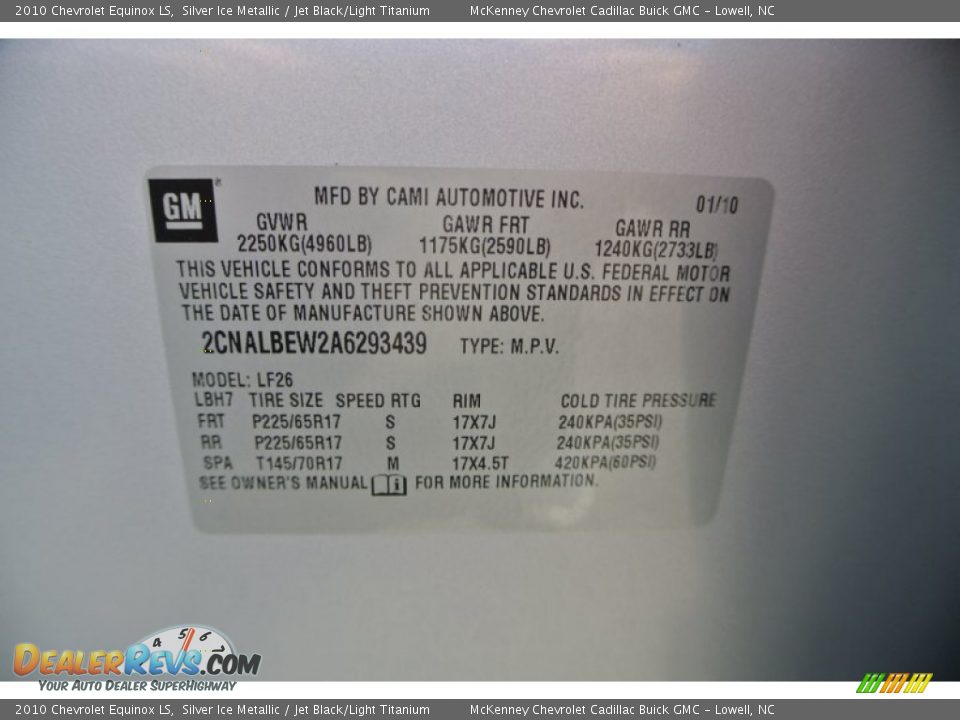 2010 Chevrolet Equinox LS, Silver Ice Metallic / Jet Black/Light Titanium McKenney Chevrolet Cadillac Buick GMC – Lowell, NC
GM
MFD BY CAMI AUTOMOTIVE INC. 01/10
GVWR GAWR FRT GAWR RR
2250KG(4960LB) 1175KG(2590LB) 1240KG(2733LB)
THIS VEHICLE CONFORMS TO ALL APPLICABLE U.S. FEDERAL MOTOR
VEHICLE SAFETY AND THEFT PREVENTION STANDARDS IN EFFECT ON
THE DATE OF MANUFACTURE SHOWN ABOVE.
2CNALBEW2A6293439 TYPE: M.P.V.
MODEL: LF26
LBH7 TIRE SIZE SPEED RTG RIM COLD TIRE PRESSURE
FRT P225/65R17 S 17X7J 240KPA(35PSI)
RR P225/65R17 S 17X7J 240KPA(35PSI)
SPA T145/70R17 M 17X4.5T 420KPA(60PSI)
SEE OWNER'S MANUAL i FOR MORE INFORMATION.
4 5 6 7
DEALERREVS.COM
YOUR AUTO DEALER SUPERHIGHWAY
2010 Chevrolet Equinox LS, Silver Ice Metallic / Jet Black/Light Titanium McKenney Chevrolet Cadillac Buick GMC – Lowell, NC